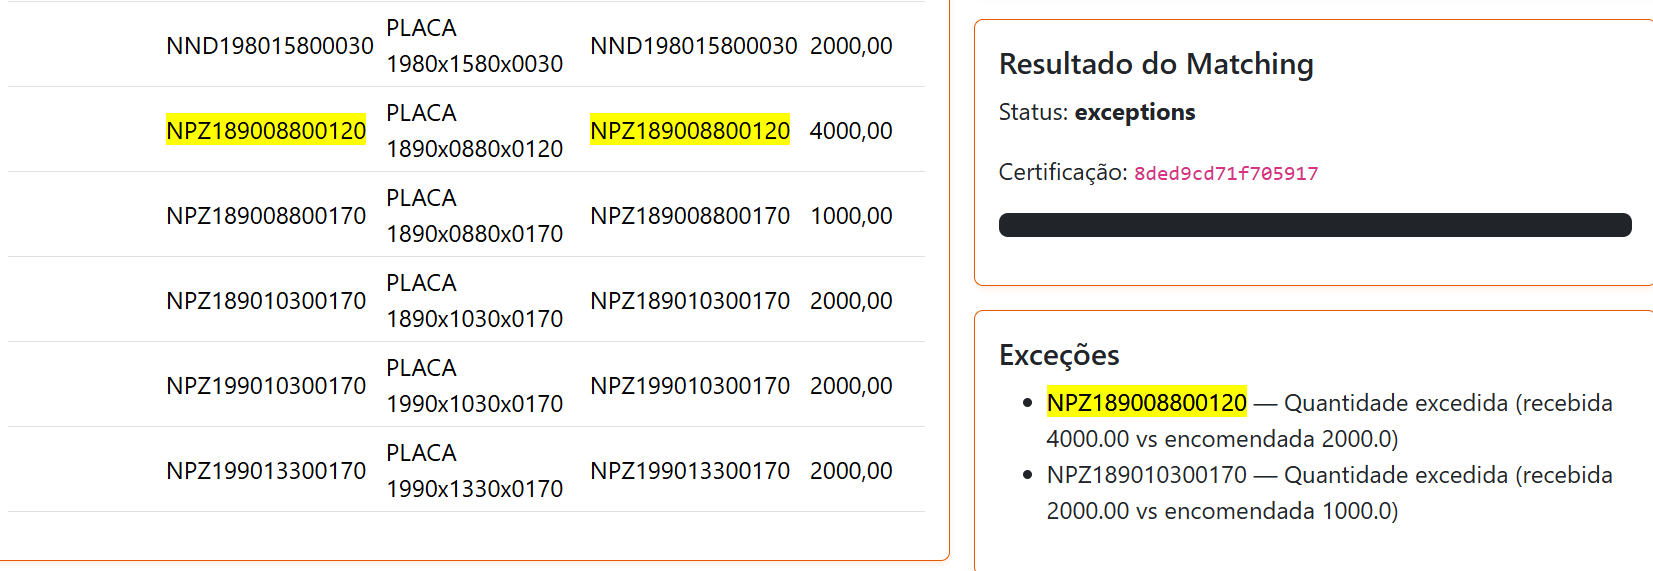 NND198015800030 PLACA 1980x1580x0030 NND198015800030 2000,00
NPZ189008800120 PLACA 1890x0880x0120 NPZ189008800120 4000,00
NPZ189008800170 PLACA 1890x0880x0170 NPZ189008800170 1000,00
NPZ189010300170 PLACA 1890x1030x0170 NPZ189010300170 2000,00
NPZ199010300170 PLACA 1990x1030x0170 NPZ199010300170 2000,00
NPZ199013300170 PLACA 1990x1330x0170 NPZ199013300170 2000,00
Resultado do Matching
Status: exceptions
Certificação: 8ded9cd71f705917
Exceções
• NPZ189008800120 — Quantidade excedida (recebida
4000.00 vs encomendada 2000.0)
• NPZ189010300170 — Quantidade excedida (recebida
2000.00 vs encomendada 1000.0)